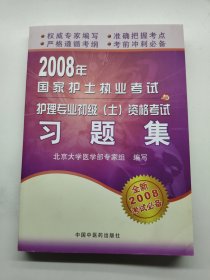 ·权威专家编写 ·准确把握考点
·严格遵循考纲 ·考前冲刺必备
2008年
国家护士执业考试
护理专业初级（士）资格考试
习题集
北京大学医学部专家组 编写
全新
2008
考试必备
中国中医药出版社